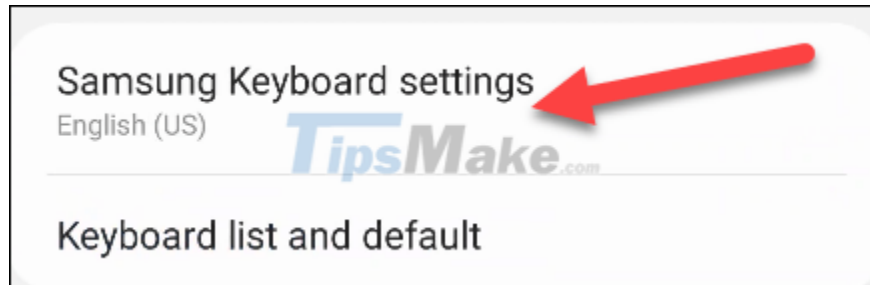 Samsung Keyboard settings
English (US)
TipsMake.com
Keyboard list and default